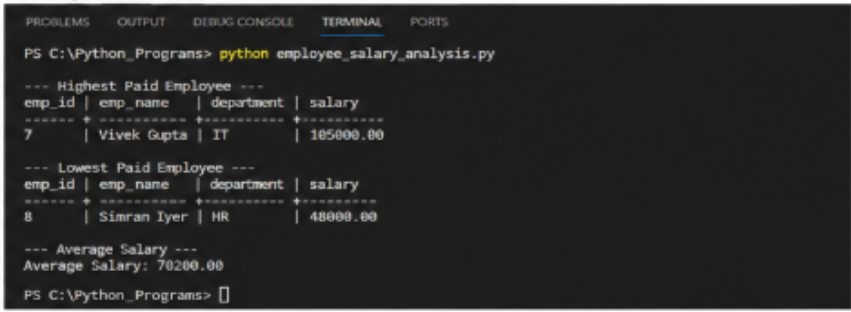 PROBLEMS OUTPUT DEBUG CONSOLE TERMINAL PORTS
PS C:\Python_Programs> python employee_salary_analysis.py
--- Highest Paid Employee ---
emp_id | emp_name | department | salary
------ + ----------- +---------- +----------
7 | Vivek Gupta | IT | 105000.00
--- Lowest Paid Employee ---
emp_id | emp_name | department | salary
------ + ----------- +---------- +---------
8 | Simran Iyer | HR | 48000.00
--- Average Salary ---
Average Salary: 70200.00
PS C:\Python_Programs>